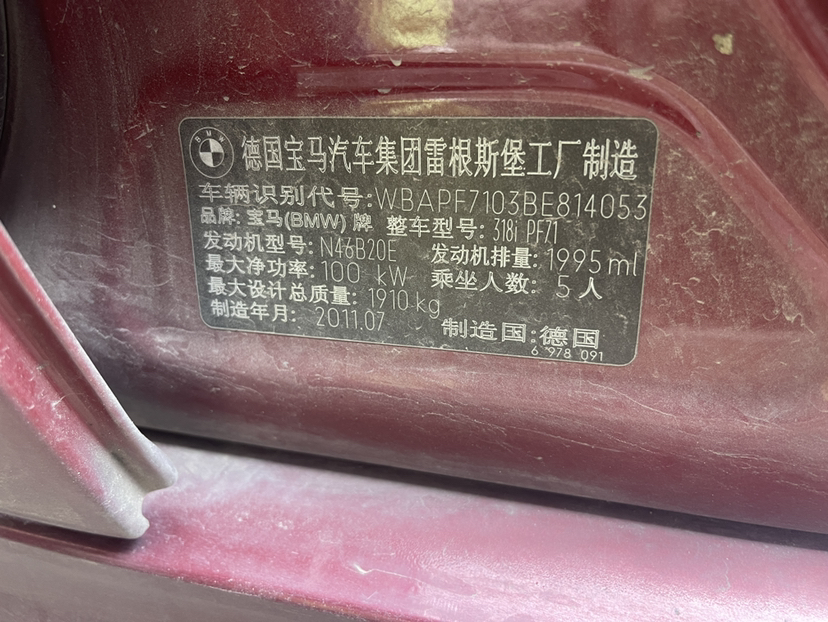 BMW
德国宝马汽车集团雷根斯堡工厂制造
车辆识别代号:WBAPF7103BE814053
品牌: 宝马(BMW)牌 整车型号: 318i PF71
发动机型号: N46B20E 发动机排量: 1995ml
最大净功率: 100 kW 乘坐人数: 5人
最大设计总质量: 1910kg
制造年月: 2011.07 制造国: 德国
6 978 091